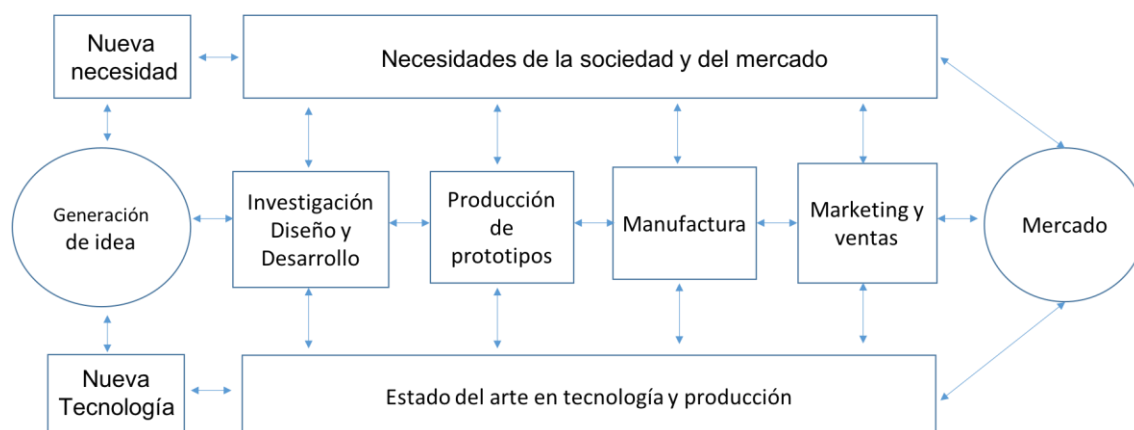 Nueva
necesidad
Necesidades de la sociedad y del mercado
Generación
de idea
Investigación
Diseño y
Desarrollo
Producción
de
prototipos
Manufactura
Marketing y
ventas
Mercado
Nueva
Tecnología
Estado del arte en tecnología y producción